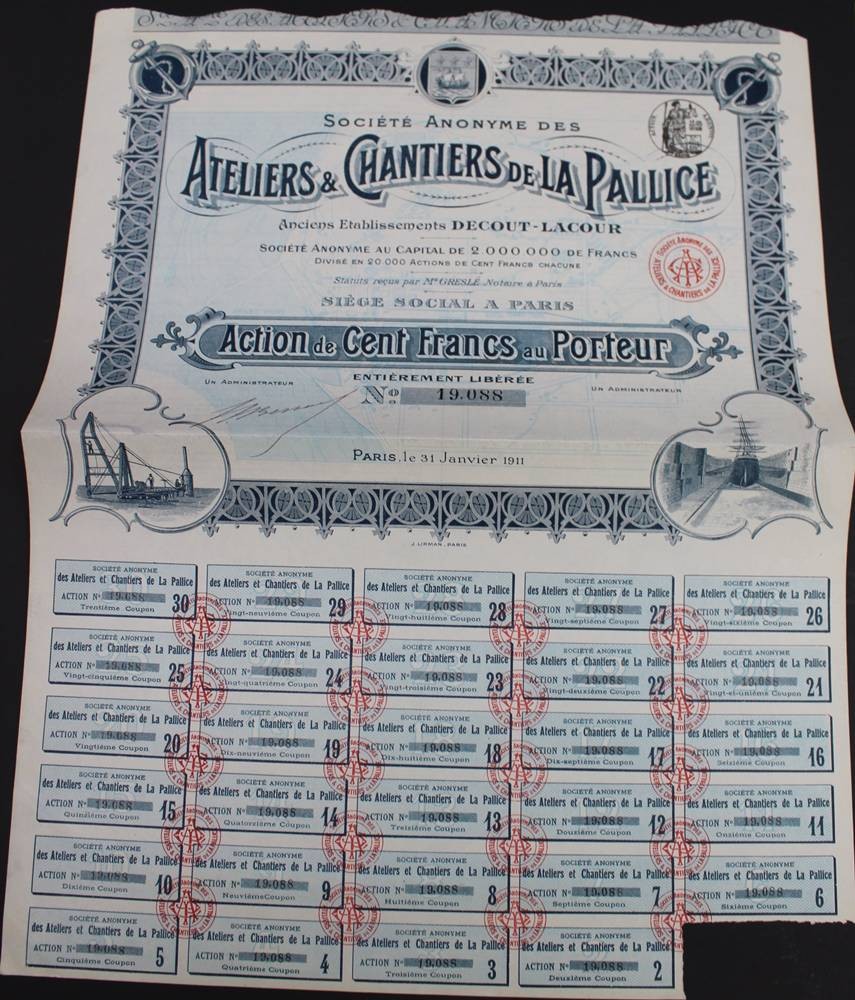 SOCIÉTÉ ANONYME DES
ATELIERS & CHANTIERS DE LA PALLICE
Anciens Etablissements DECOUT-LACOUR
SOCIÉTÉ ANONYME AU CAPITAL DE 2.000.000 DE FRANCS
DIVISÉ EN 20.000 ACTIONS DE CENT FRANCS CHACUNE
Statuts reçus par Me GRESLÉ Notaire à Paris
SIÈGE SOCIAL A PARIS
SOCIÉTÉ ANONYME DES ATELIERS & CHANTIERS DE LA PALLICE
Action de Cent Francs au Porteur
ENTIÈREMENT LIBÉRÉE
UN ADMINISTRATEUR
UN ADMINISTRATEUR
No 19.088
PARIS, le 31 Janvier 1911
J. LIRMAN, PARIS
SOCIÉTÉ ANONYME
des Ateliers et Chantiers de La Pallice
ACTION No 19.088
Trentième Coupon 30
SOCIÉTÉ ANONYME
des Ateliers et Chantiers de La Pallice
ACTION No 19.088
Vingt-neuvième Coupon 29
SOCIÉTÉ ANONYME
des Ateliers et Chantiers de La Pallice
ACTION No 19.088
Vingt-huitième Coupon 28
SOCIÉTÉ ANONYME
des Ateliers et Chantiers de La Pallice
ACTION No 19.088
Vingt-septième Coupon 27
SOCIÉTÉ ANONYME
des Ateliers et Chantiers de La Pallice
ACTION No 19.088
Vingt-sixième Coupon 26
SOCIÉTÉ ANONYME
des Ateliers et Chantiers de La Pallice
ACTION No 19.088
Vingt-cinquième Coupon 25
SOCIÉTÉ ANONYME
des Ateliers et Chantiers de La Pallice
ACTION No 19.088
Vingt-quatrième Coupon 24
SOCIÉTÉ ANONYME
des Ateliers et Chantiers de La Pallice
ACTION No 19.088
Vingt-troisième Coupon 23
SOCIÉTÉ ANONYME
des Ateliers et Chantiers de La Pallice
ACTION No 19.088
Vingt-deuxième Coupon 22
SOCIÉTÉ ANONYME
des Ateliers et Chantiers de La Pallice
ACTION No 19.088
Vingt-et-unième Coupon 21
SOCIÉTÉ ANONYME
des Ateliers et Chantiers de La Pallice
ACTION No 19.088
Vingtième Coupon 20
SOCIÉTÉ ANONYME
des Ateliers et Chantiers de La Pallice
ACTION No 19.088
Dix-neuvième Coupon 19
SOCIÉTÉ ANONYME
des Ateliers et Chantiers de La Pallice
ACTION No 19.088
Dix-huitième Coupon 18
SOCIÉTÉ ANONYME
des Ateliers et Chantiers de La Pallice
ACTION No 19.088
Dix-septième Coupon 17
SOCIÉTÉ ANONYME
des Ateliers et Chantiers de La Pallice
ACTION No 19.088
Seizième Coupon 16
SOCIÉTÉ ANONYME
des Ateliers et Chantiers de La Pallice
ACTION No 19.088
Quinzième Coupon 15
SOCIÉTÉ ANONYME
des Ateliers et Chantiers de La Pallice
ACTION No 19.088
Quatorzième Coupon 14
SOCIÉTÉ ANONYME
des Ateliers et Chantiers de La Pallice
ACTION No 19.088
Treizième Coupon 13
SOCIÉTÉ ANONYME
des Ateliers et Chantiers de La Pallice
ACTION No 19.088
Douzième Coupon 12
SOCIÉTÉ ANONYME
des Ateliers et Chantiers de La Pallice
ACTION No 19.088
Onzième Coupon 11
SOCIÉTÉ ANONYME
des Ateliers et Chantiers de La Pallice
ACTION No 19.088
Dixième Coupon 10
SOCIÉTÉ ANONYME
des Ateliers et Chantiers de La Pallice
ACTION No 19.088
Neuvième Coupon 9
SOCIÉTÉ ANONYME
des Ateliers et Chantiers de La Pallice
ACTION No 19.088
Huitième Coupon 8
SOCIÉTÉ ANONYME
des Ateliers et Chantiers de La Pallice
ACTION No 19.088
Septième Coupon 7
SOCIÉTÉ ANONYME
des Ateliers et Chantiers de La Pallice
ACTION No 19.088
Sixième Coupon 6
SOCIÉTÉ ANONYME
des Ateliers et Chantiers de La Pallice
ACTION No 19.088
Cinquième Coupon 5
SOCIÉTÉ ANONYME
des Ateliers et Chantiers de La Pallice
ACTION No 19.088
Quatrième Coupon 4
SOCIÉTÉ ANONYME
des Ateliers et Chantiers de La Pallice
ACTION No 19.088
Troisième Coupon 3
SOCIÉTÉ ANONYME
des Ateliers et Chantiers de La Pallice
ACTION No 19.088
Deuxième Coupon 2